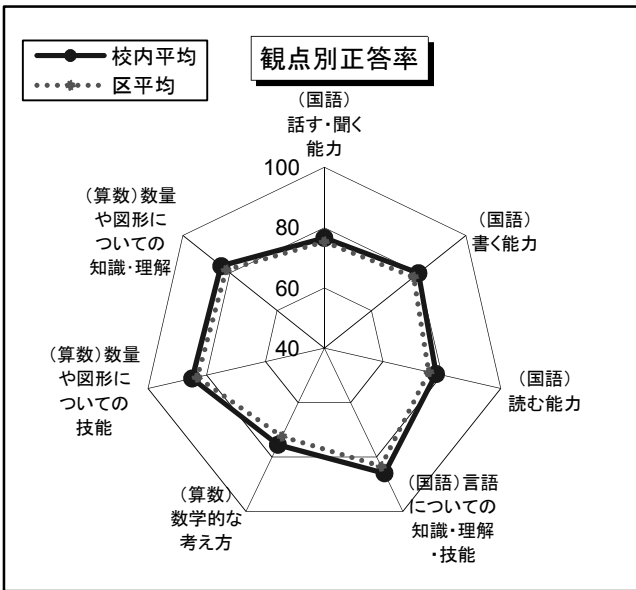 校内平均
区平均
観点別正答率
(国語)
話す・聞く
能力
100
80
60
40
(国語)
書く能力
(国語)
読む能力
(国語)言語
についての
知識・理解
・技能
(算数)
数学的な
考え方
(算数)数量
や図形に
ついての
技能
(算数)数量
や図形に
ついての
知識・理解